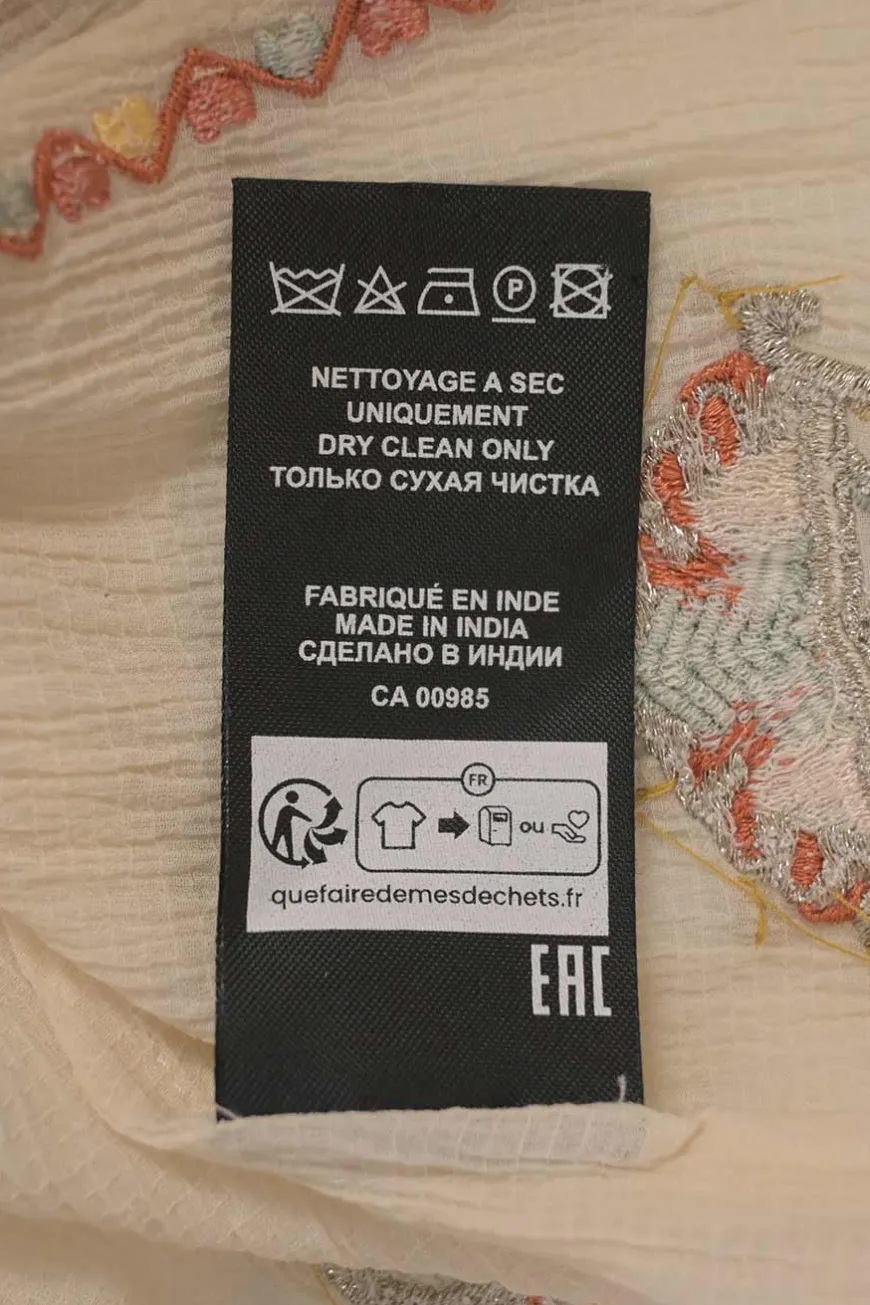 P
NETTOYAGE A SEC
UNIQUEMENT
DRY CLEAN ONLY
ТОЛЬКО СУХАЯ ЧИСТКА
FABRIQUÉ EN INDE
MADE IN INDIA
СДЕЛАНО В ИНДИИ
CA 00985
FR
ou
quefairedemesdechets.fr
EAC